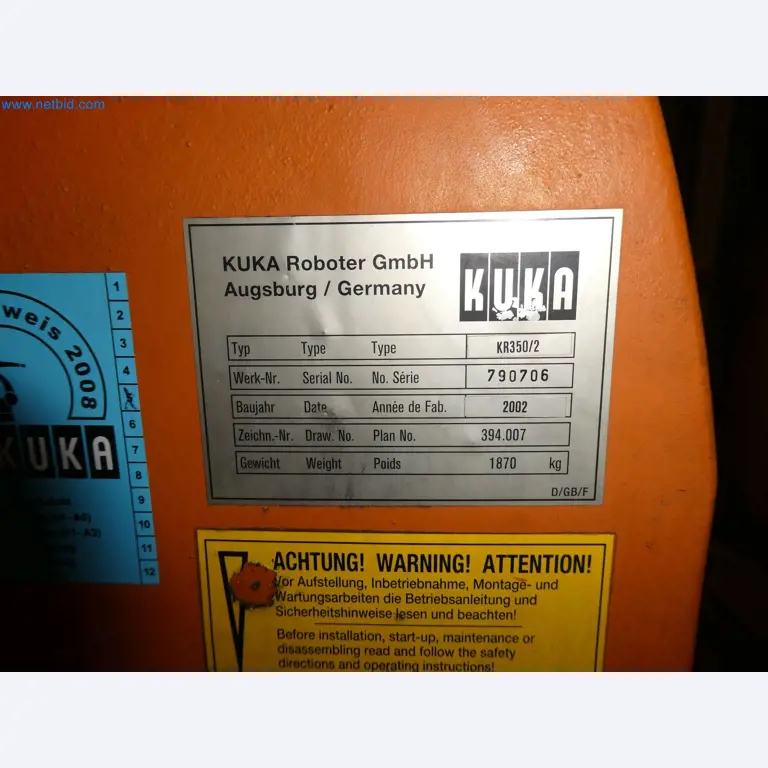 www.netbid.com
KUKA Roboter GmbH
Augsburg / Germany
KUKA
Typ Type Type KR350/2
Werk-Nr. Serial No. No. Série 790706
Baujahr Date Année de Fab. 2002
Zeichn.-Nr. Draw. No. Plan No. 394.007
Gewicht Weight Poids 1870 kg
D/GB/F
weis 2008
KUKA
1
2
3
4
5
6
7
8
9
10
11
12
ACHTUNG! WARNING! ATTENTION!
Vor Aufstellung, Inbetriebnahme, Montage- und
Wartungsarbeiten die Betriebsanleitung und
Sicherheitshinweise lesen und beachten!
Before installation, start-up, maintenance or
disassembling read and follow the safety
directions and operating instructions!